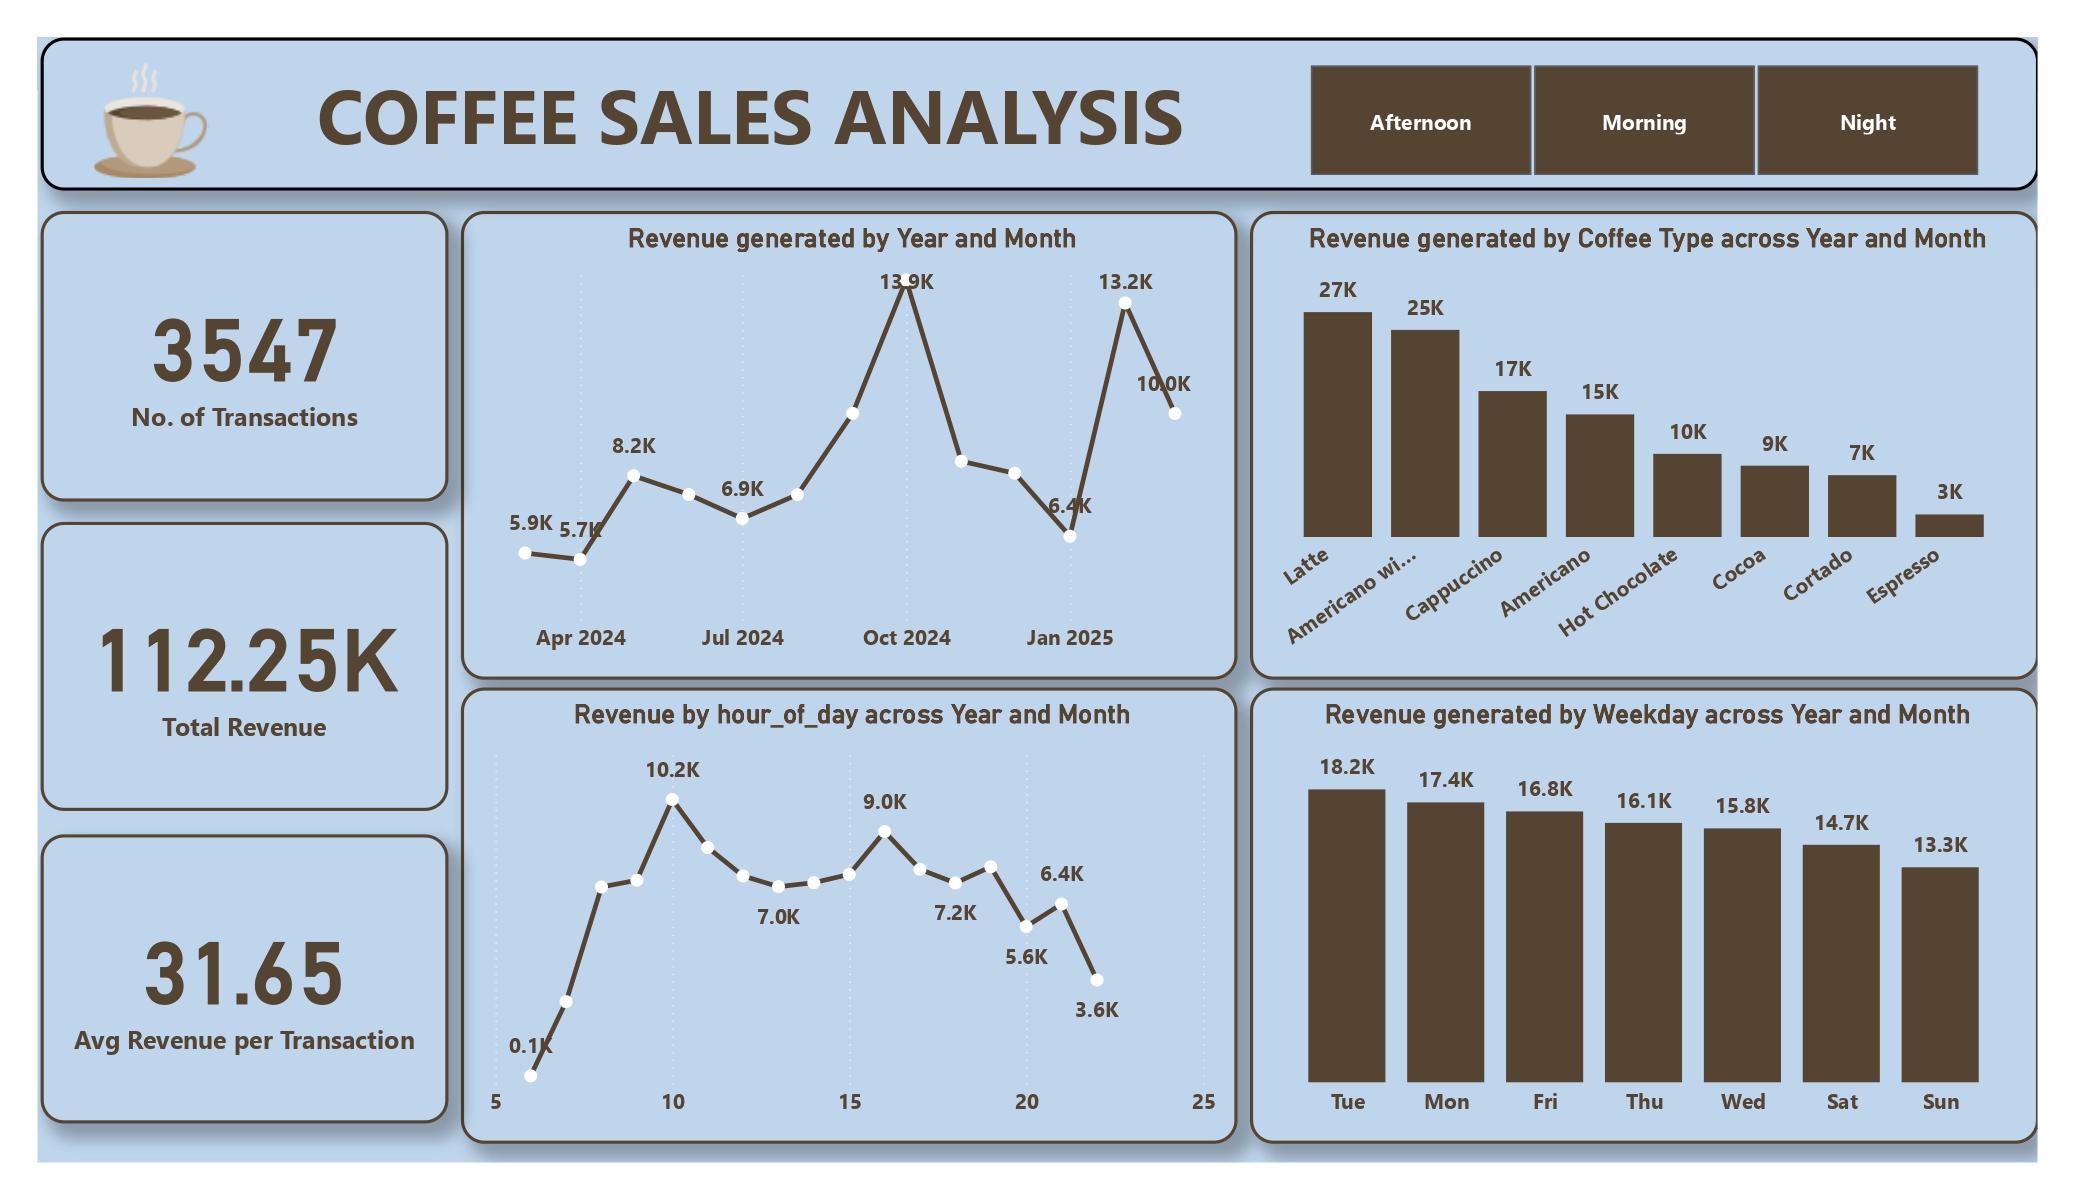 COFFEE SALES ANALYSIS
Afternoon
Morning
Night
3547
No. of Transactions
112.25K
Total Revenue
31.65
Avg Revenue per Transaction
Revenue generated by Year and Month
13.9K
13.2K
10.0K
8.2K
6.9K
6.4K
5.9K
5.7K
Apr 2024
Jul 2024
Oct 2024
Jan 2025
Revenue generated by Coffee Type across Year and Month
27K
25K
17K
15K
10K
9K
7K
3K
Latte
Americano wi...
Cappuccino
Americano
Hot Chocolate
Cocoa
Cortado
Espresso
Revenue by hour_of_day across Year and Month
10.2K
9.0K
6.4K
7.0K
7.2K
5.6K
3.6K
0.1K
5
10
15
20
25
Revenue generated by Weekday across Year and Month
18.2K
17.4K
16.8K
16.1K
15.8K
14.7K
13.3K
Tue
Mon
Fri
Thu
Wed
Sat
Sun